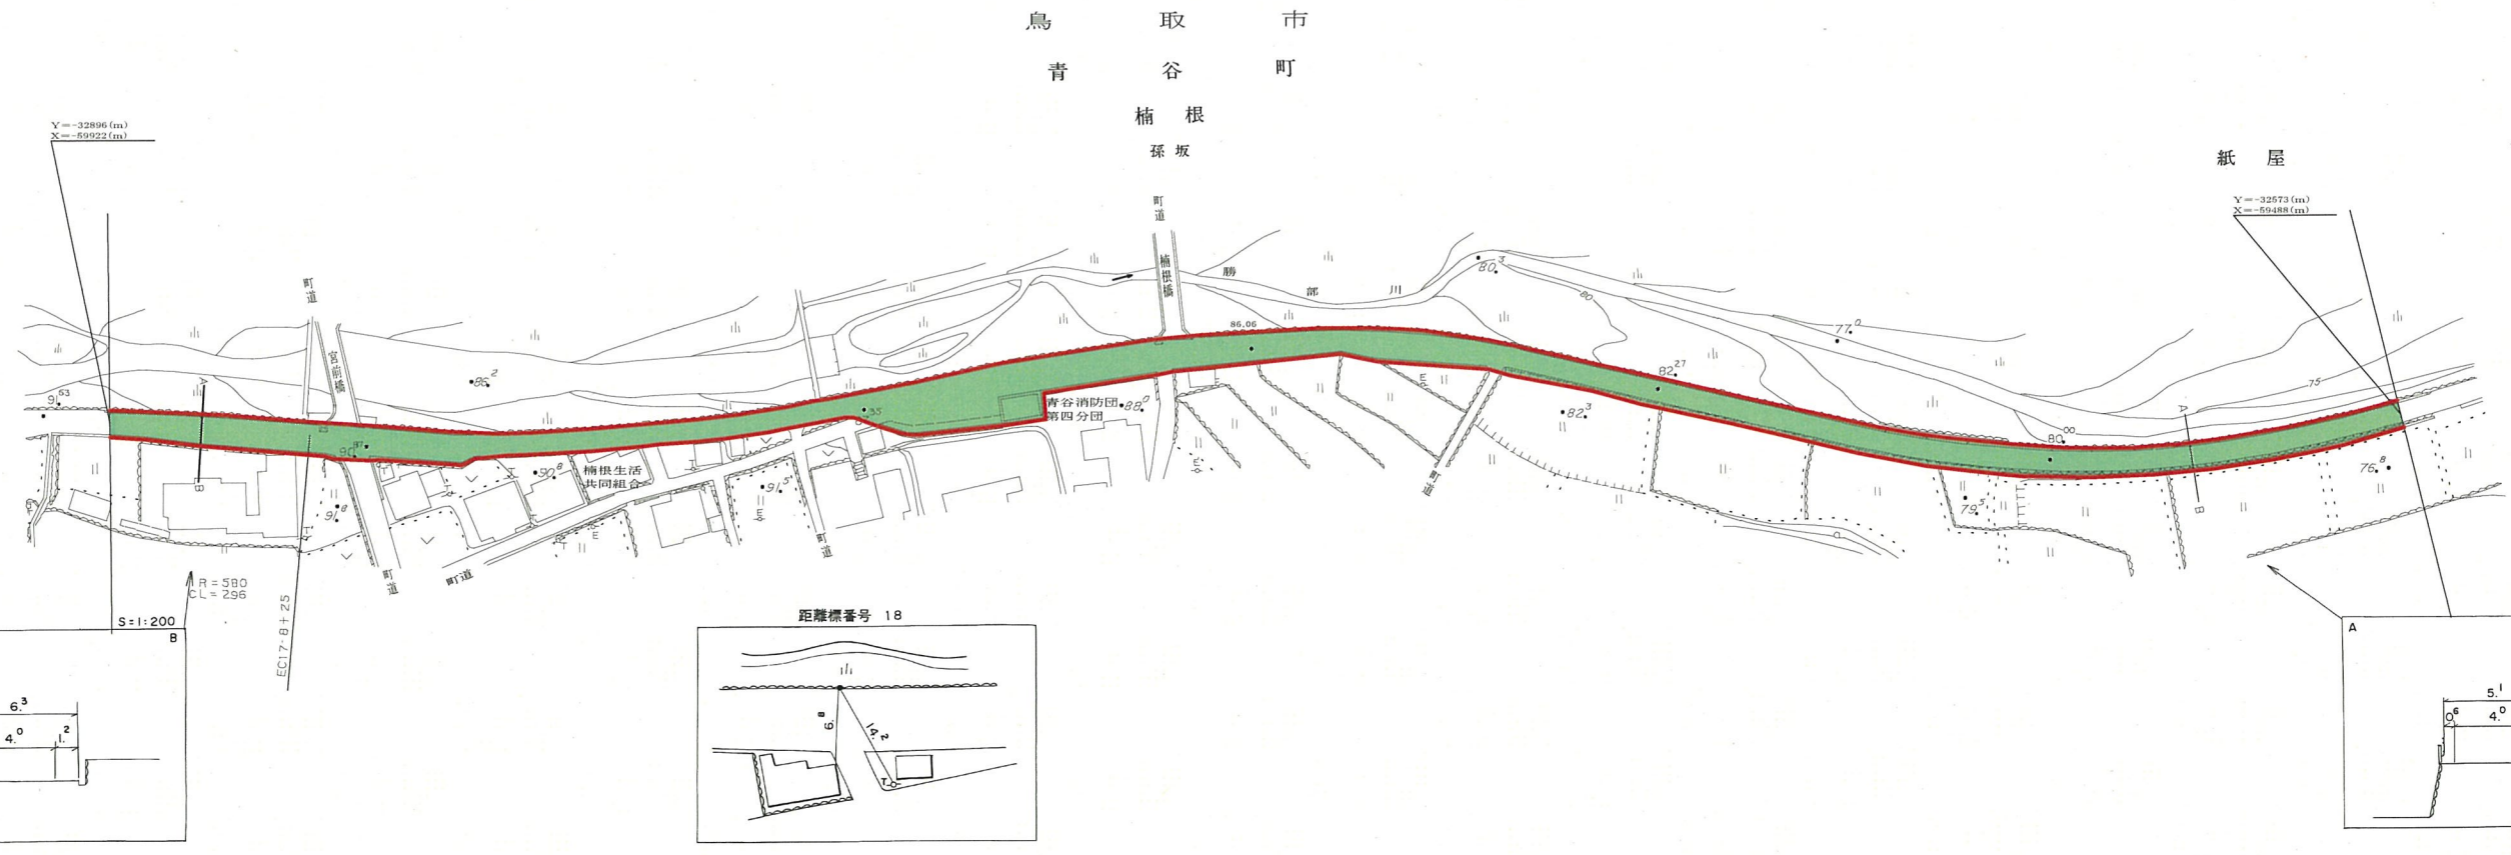 鳥取市
青谷町
楠根
孫坂
紙屋
Y=-32896(m)
X=-59922(m)
Y=-32573(m)
X=-59488(m)
町道
町道
楠根橋
勝部川
宮前橋
80.3
80
77.0
86.06
82.27
86.2
91.53
A
B
90.87
35
青谷消防団
第四分団
88.0
82.3
75
80.00
A
B
76.8
79.5
楠根生活
共同組合
90.8
91.5
91.8
町道
町道
町道
町道
R=580
CL=296
EC17・8+25
S=1:200
B
6.3
4.0
1.2
距離標番号 18
6.8
14.2
T
A
5.1
0.6
4.0